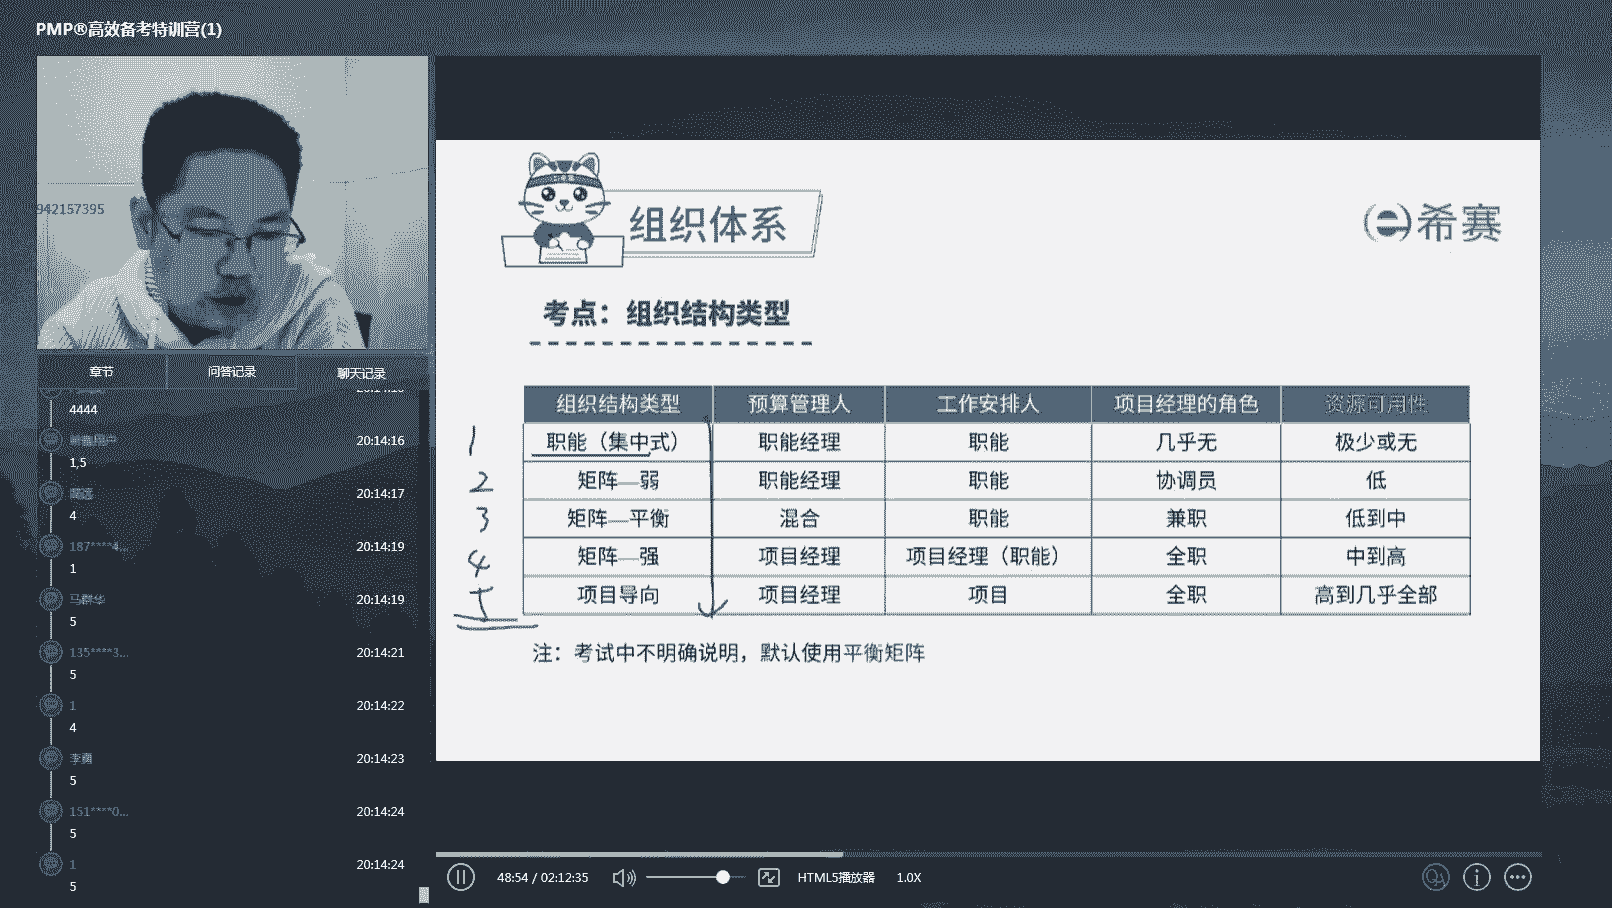 PMP®高效备考特训营(1)
942157395
章节
问答记录
聊天记录
4444
20:14:16
1,5
20:14:17
4
187****4...
20:14:19
1
马群华
20:14:19
5
135****3...
20:14:21
5
1
20:14:22
4
李勇
20:14:23
5
151****0...
20:14:24
5
1
20:14:24
5
组织体系
希赛
考点：组织结构类型
组织结构类型 预算管理人 工作安排人 项目经理的角色 资源可用性
1 职能（集中式） 职能经理 职能 几乎无 极少或无
2 矩阵—弱 职能经理 职能 协调员 低
3 矩阵—平衡 混合 职能 兼职 低到中
4 矩阵—强 项目经理 项目经理（职能） 全职 中到高
5 项目导向 项目经理 项目 全职 高到几乎全部
注：考试中不明确说明，默认使用平衡矩阵
48:54 / 02:12:35
HTML5播放器
1.0X